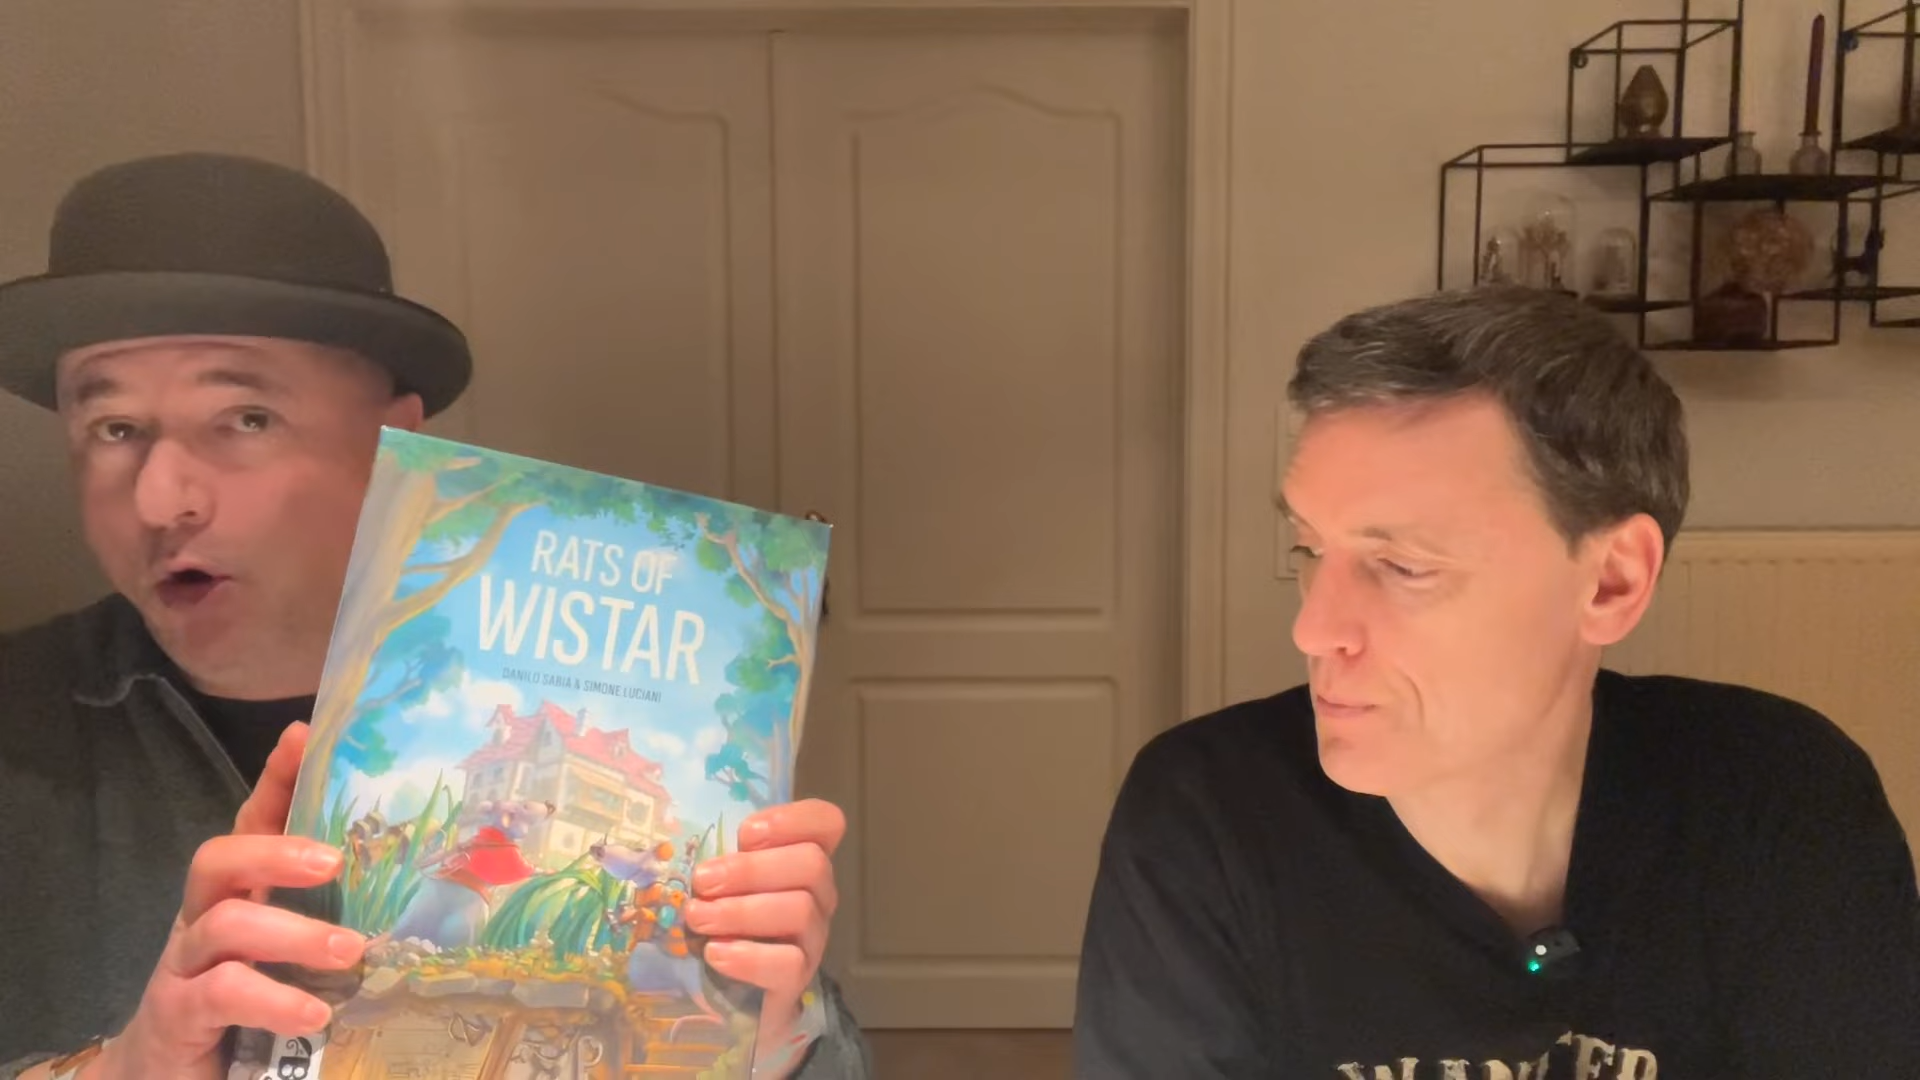 RATS OF
WISTAR
DANILO SABIA & SIMONE LUCIANI